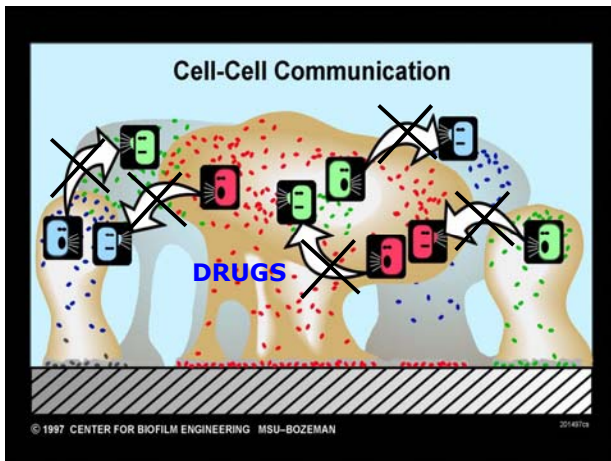 Cell-Cell Communication
DRUGS
© 1997 CENTER FOR BIOFILM ENGINEERING MSU–BOZEMAN
201497cs